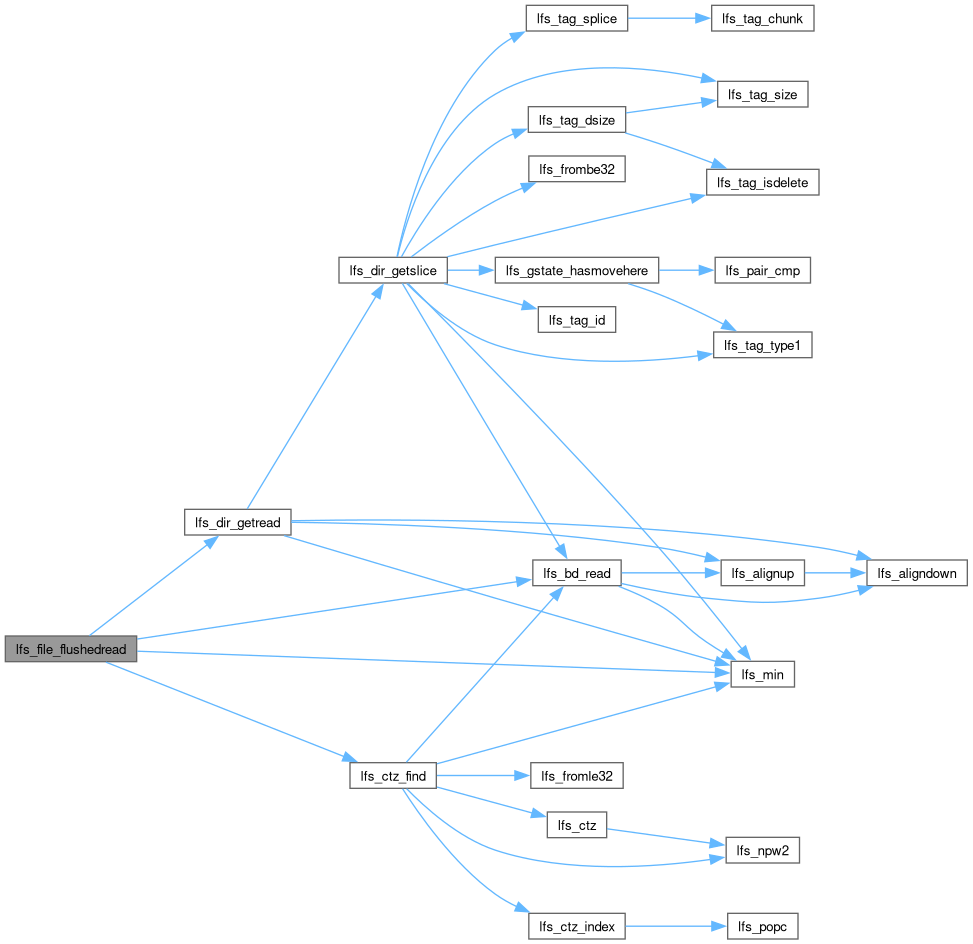 lfs_tag_splice
lfs_tag_chunk
lfs_tag_size
lfs_tag_dsize
lfs_frombe32
lfs_tag_isdelete
lfs_dir_getslice
lfs_gstate_hasmovehere
lfs_pair_cmp
lfs_tag_id
lfs_tag_type1
lfs_dir_getread
lfs_bd_read
lfs_alignup
lfs_aligndown
lfs_file_flushedread
lfs_min
lfs_ctz_find
lfs_fromle32
lfs_ctz
lfs_npw2
lfs_ctz_index
lfs_popc